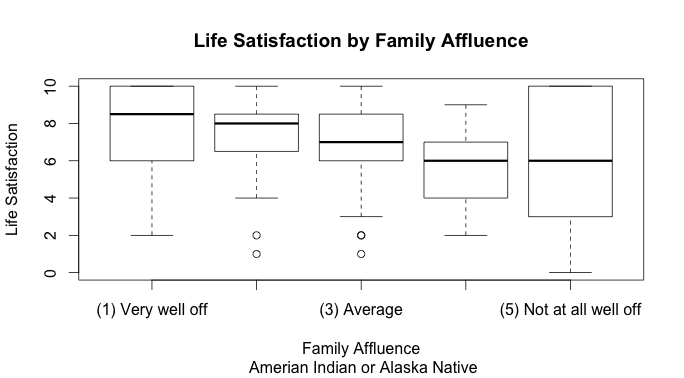 Life Satisfaction by Family Affluence
Life Satisfaction
10
8
6
4
2
0
(1) Very well off
(3) Average
(5) Not at all well off
Family Affluence
Amerian Indian or Alaska Native